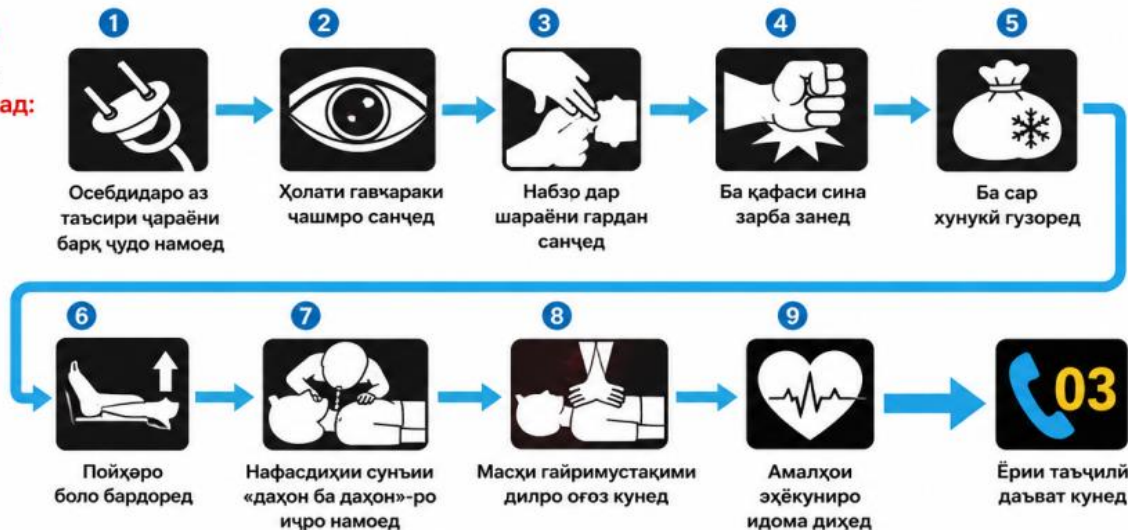 ад:
1 2 3 4 5
Осебдидаро аз
таъсири ҷараёни
барқ ҷудо намоед
Ҳолати гавҳараки
чашмро санҷед
Набзо дар
шараёни гардан
санҷед
Ба қафаси сина
зарба занед
Ба сар
хунукӣ гузоред
6 7 8 9
03
Пойҳәро
боло бардоред
Нафасдиҳии сунъии
«даҳон ба даҳон»-ро
иҷро намоед
Масҳи гайримустақими
дилро оғоз кунед
Амалҳои
эҳёкуниро
идома диҳед
Ёрии таъҷилӣ
даъват кунед